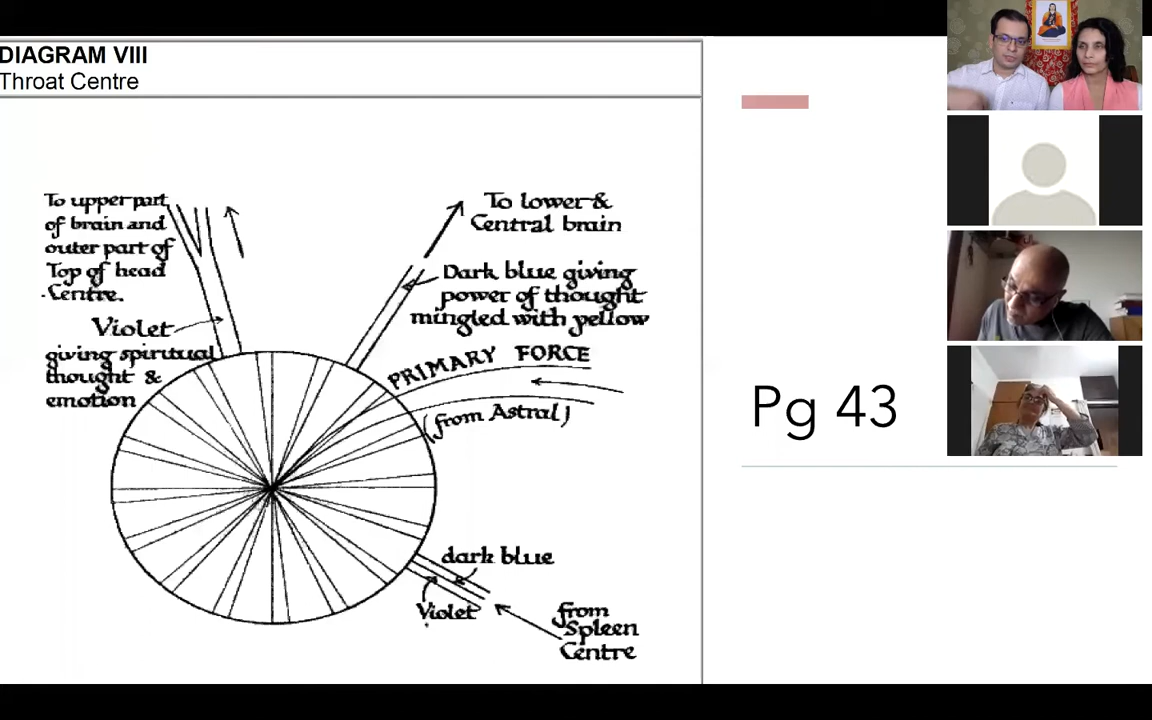 DIAGRAM VIII
Throat Centre
To upper part
of brain and
outer part of
Top of head
Centre.
Violet
giving spiritual
thought &
emotion
To lower &
Central brain
Dark blue giving
power of thought
mingled with yellow
PRIMARY FORCE
(from Astral)
dark blue
Violet
from
Spleen
Centre
Pg 43